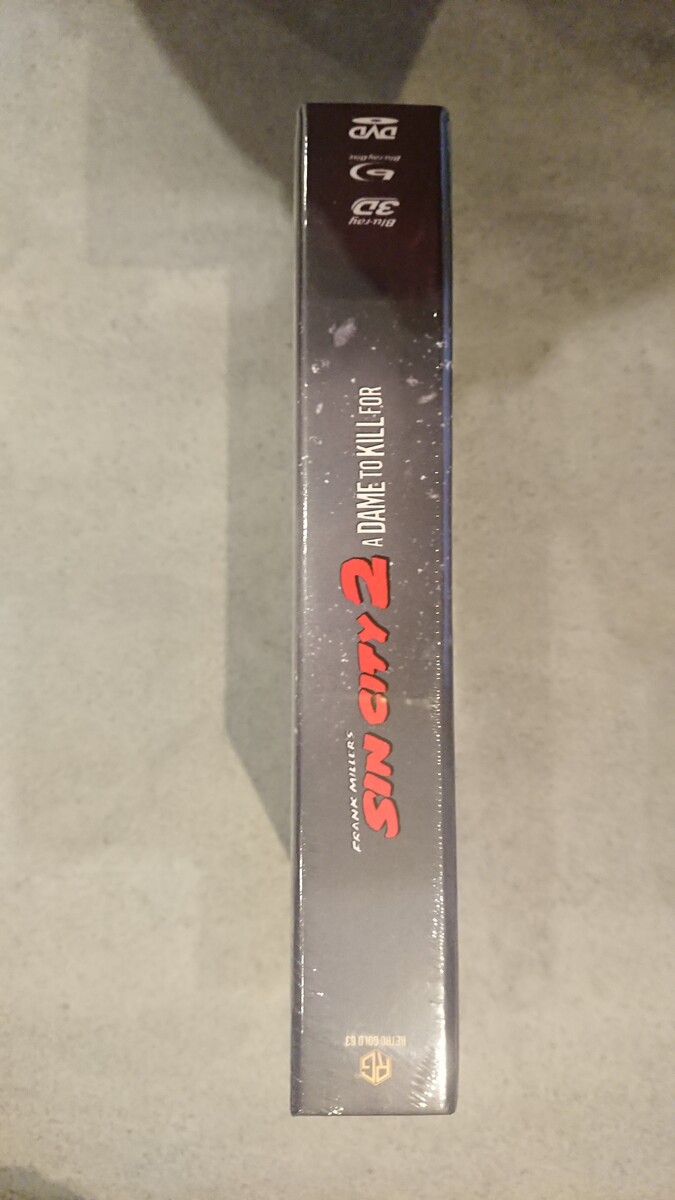 DVD
Blu-ray Disc
Blu-ray
3D
FRANK MILLER'S
SIN CITY 2
A DAME TO KILL FOR
RETRO GOLD 63
RG